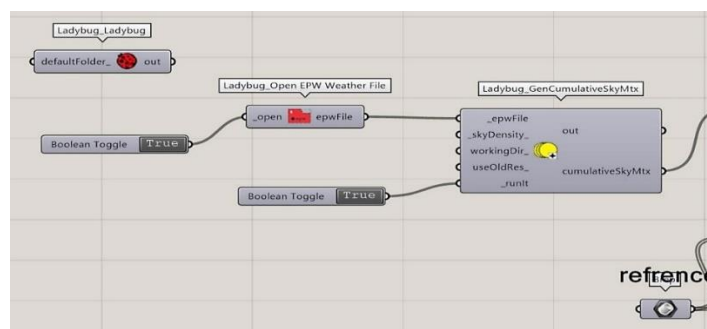 Ladybug_Ladybug
defaultFolder_ out
Ladybug_Open EPW Weather File
_open epwFile
Boolean Toggle True
Ladybug_GenCumulativeSkyMtx
_epwFile
_skyDensity_
workingDir_
useOldRes_
_runIt
out
cumulativeSkyMtx
Boolean Toggle True
refrenc